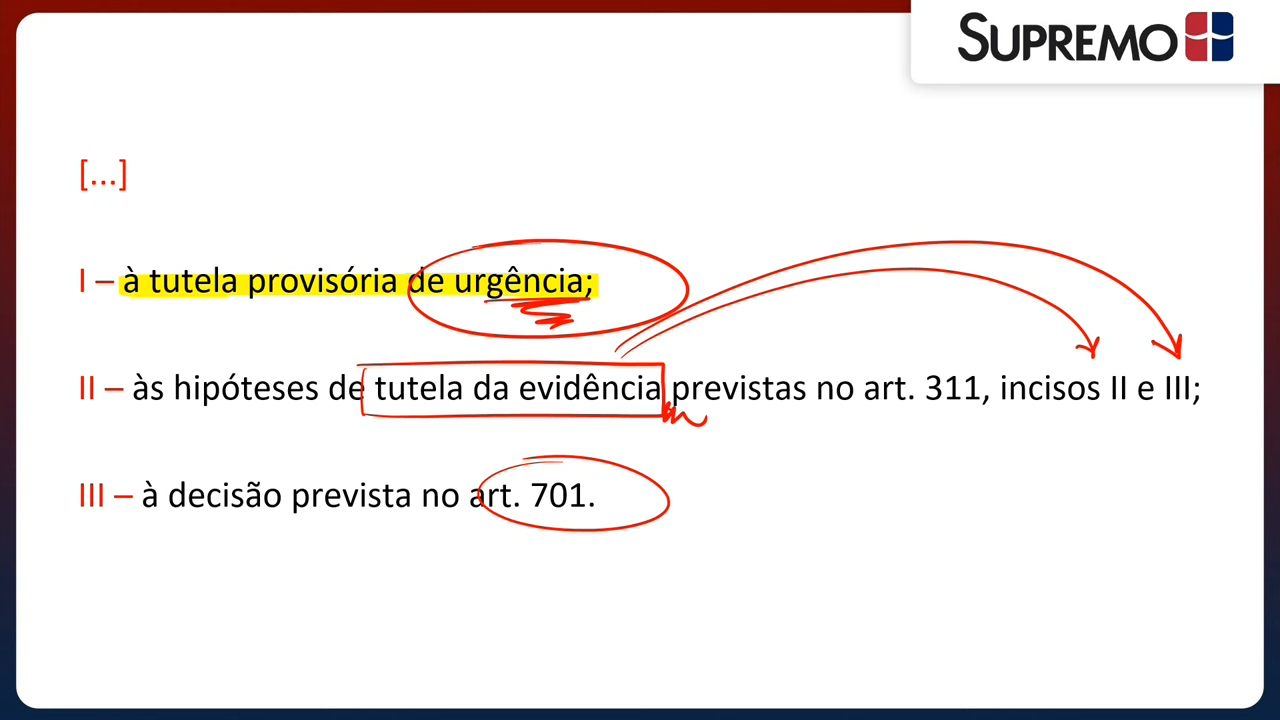 SUPREMO
[...]
I – à tutela provisória de urgência;
II – às hipóteses de tutela da evidência previstas no art. 311, incisos II e III;
III – à decisão prevista no art. 701.